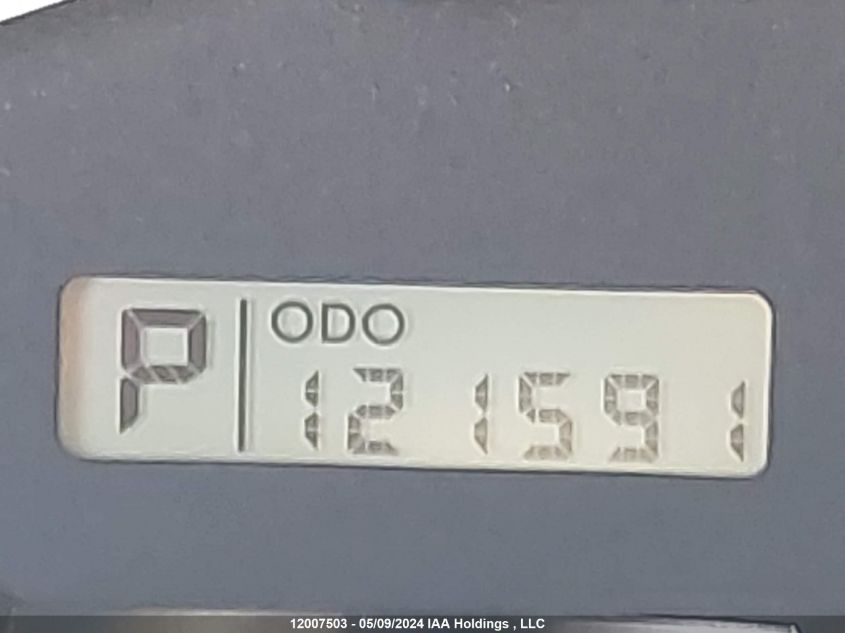 P
ODO
121591
12007503 - 05/09/2024 IAA Holdings , LLC